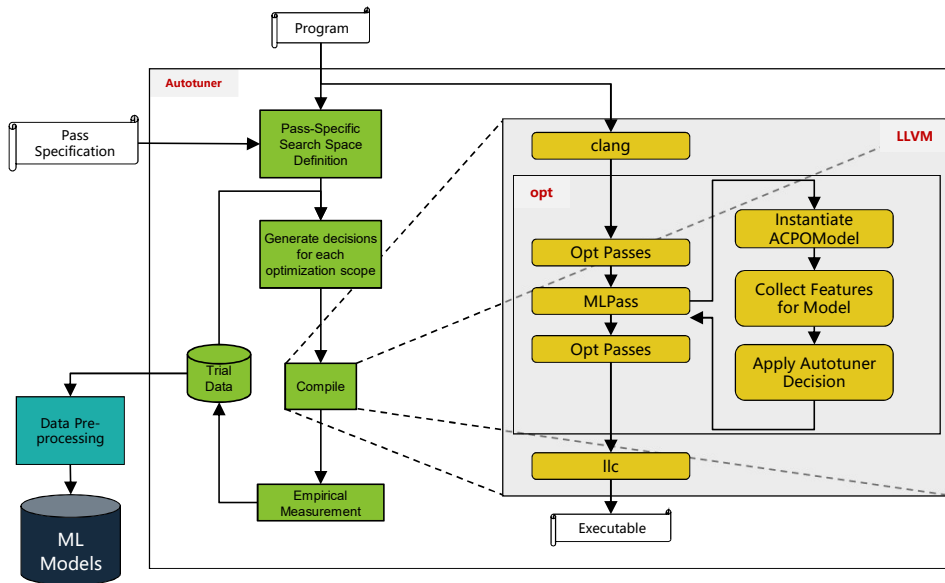 Program
Autotuner
Pass
Specification
Pass-Specific
Search Space
Definition
Generate decisions
for each
optimization scope
Trial
Data
Compile
Empirical
Measurement
Data Pre-
processing
ML
Models
LLVM
clang
opt
Opt Passes
MLPass
Opt Passes
Instantiate
ACPOModel
Collect Features
for Model
Apply Autotuner
Decision
llc
Executable